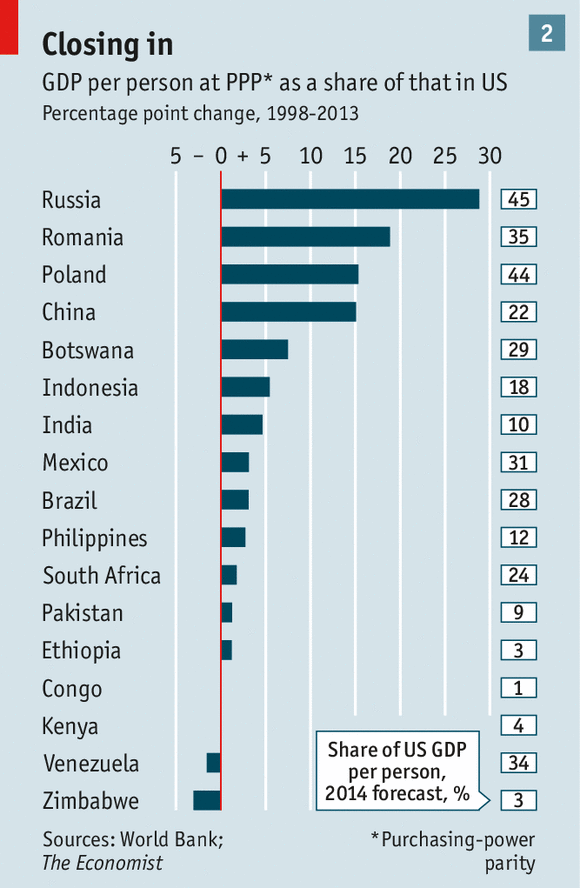 2
Closing in
GDP per person at PPP* as a share of that in US
Percentage point change, 1998-2013
5 – 0 + 5 10 15 20 25 30
Russia 45
Romania 35
Poland 44
China 22
Botswana 29
Indonesia 18
India 10
Mexico 31
Brazil 28
Philippines 12
South Africa 24
Pakistan 9
Ethiopia 3
Congo 1
Kenya 4
Venezuela 34
Zimbabwe 3
Share of US GDP
per person,
2014 forecast, %
Sources: World Bank;
The Economist
*Purchasing-power
parity